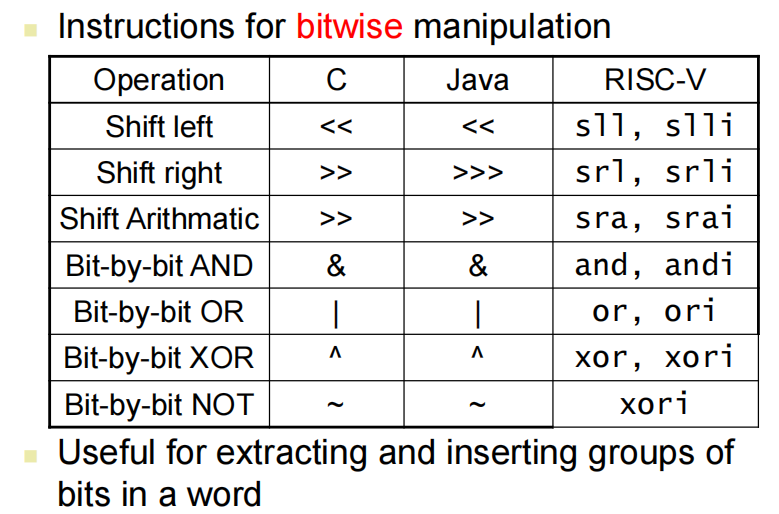 Instructions for bitwise manipulation
Operation C Java RISC-V
Shift left << << sll, slli
Shift right >> >>> srl, srli
Shift Arithmatic >> >> sra, srai
Bit-by-bit AND & & and, andi
Bit-by-bit OR | | or, ori
Bit-by-bit XOR ^ ^ xor, xori
Bit-by-bit NOT ~ ~ xori
Useful for extracting and inserting groups of
bits in a word